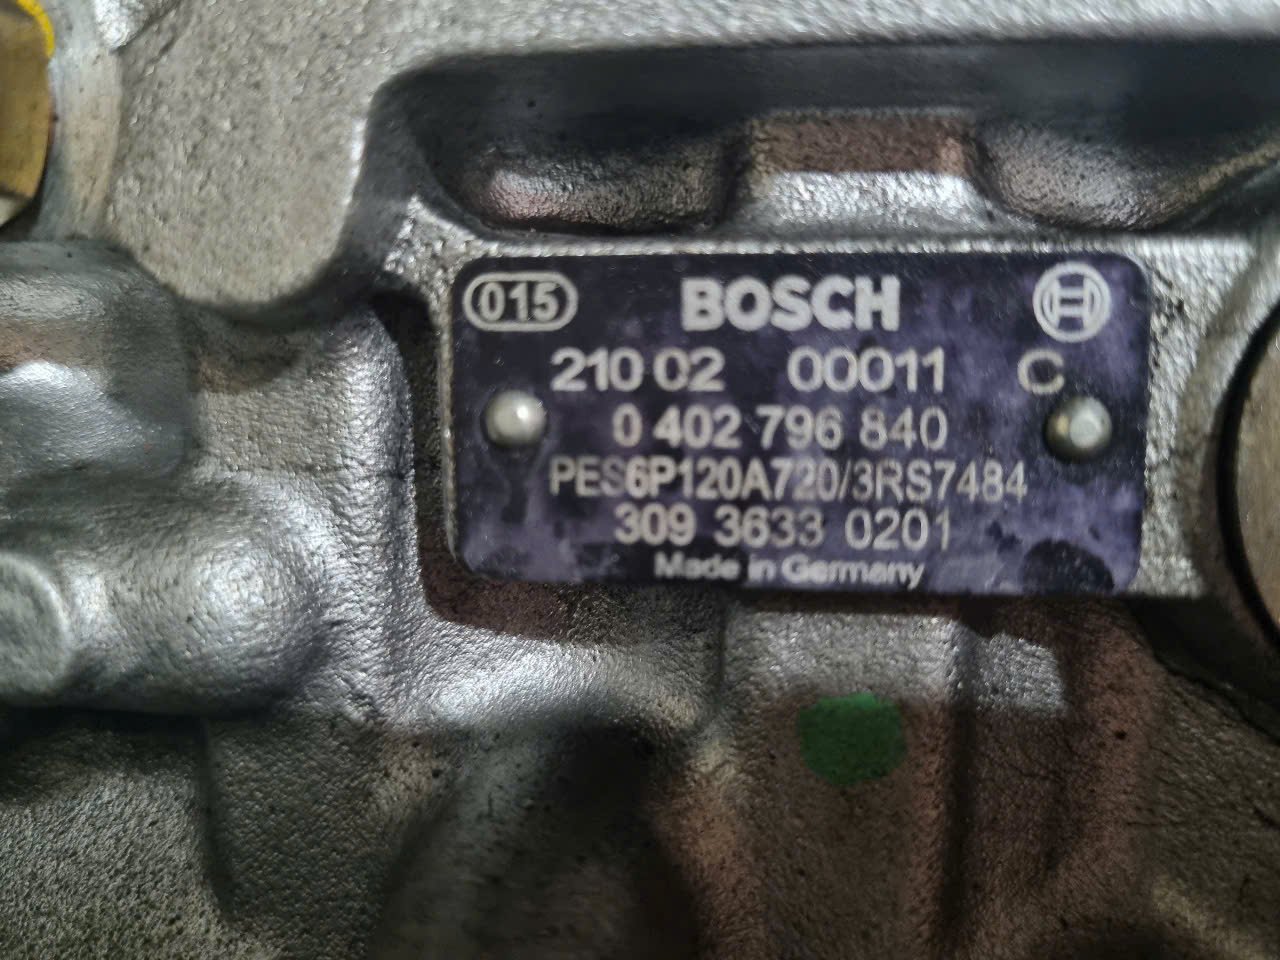 015 BOSCH
210 02 00011 C
0 402 796 840
PES6P120A720/3RS7484
309 3633 0201
Made in Germany